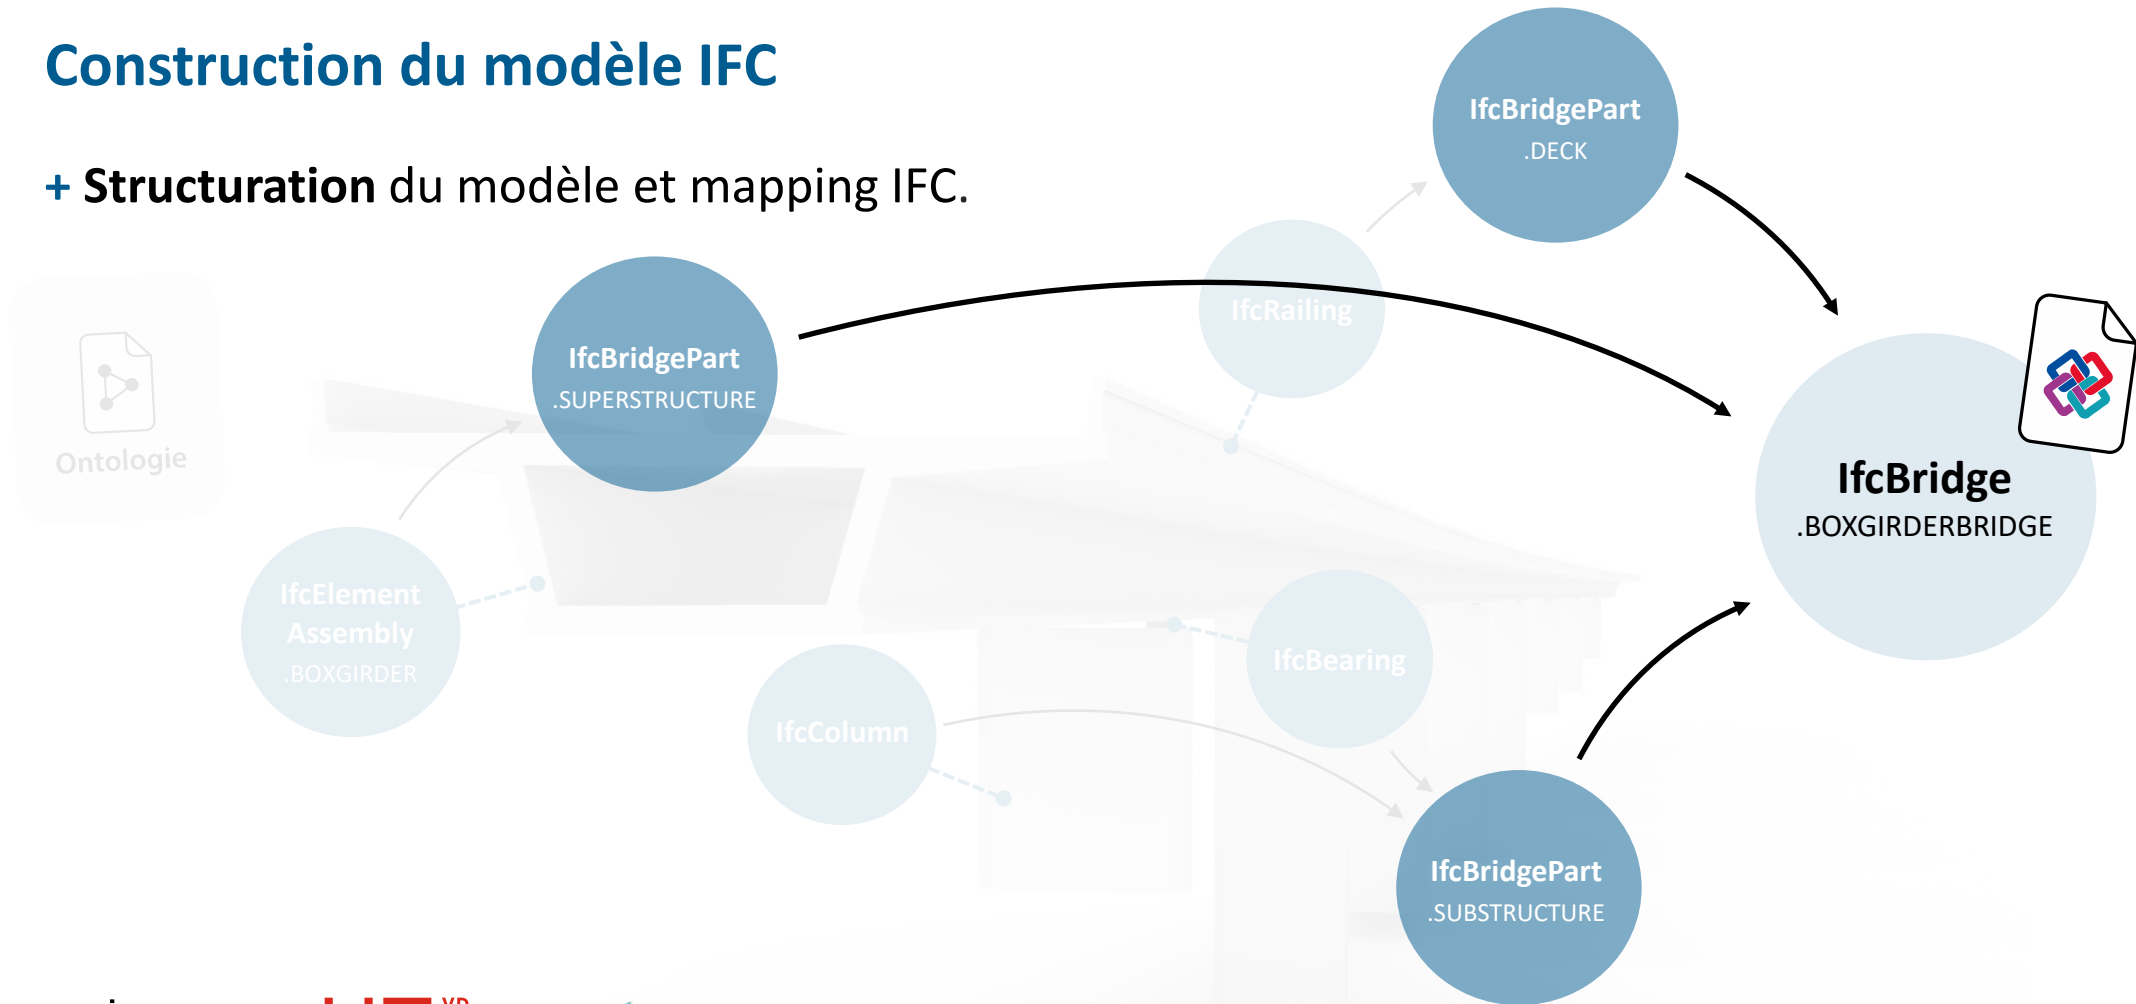 Construction du modèle IFC
+ Structuration du modèle et mapping IFC.
IfcBridgePart
.DECK
IfcRailing
IfcBridgePart
.SUPERSTRUCTURE
Ontologie
IfcBridge
.BOXGIRDERBRIDGE
IfcElement
Assembly
.BOXGIRDER
IfcBearing
IfcColumn
IfcBridgePart
.SUBSTRUCTURE